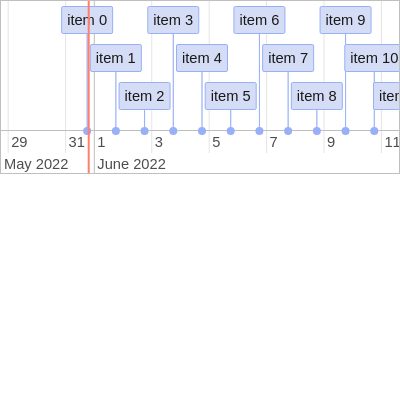 item 0 item 3 item 6 item 9
item 1 item 4 item 7 item 10
item 2 item 5 item 8
29 31 1 3 5 7 9 11
May 2022 June 2022